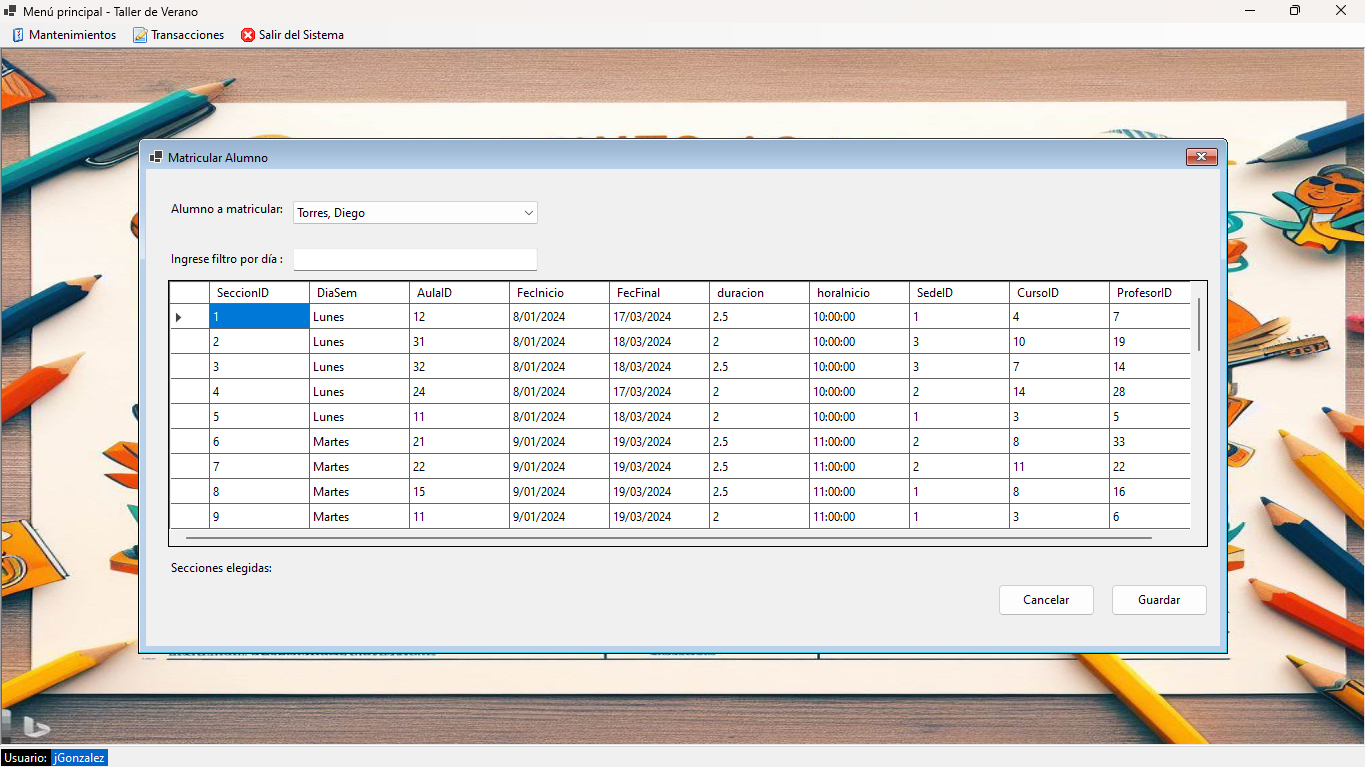 Menú principal - Taller de Verano
Mantenimientos Transacciones Salir del Sistema
Matricular Alumno
Alumno a matricular: Torres, Diego
Ingrese filtro por día :
SeccionID DiaSem AulaID FecInicio FecFinal duracion horaInicio SedeID CursoID ProfesorID
1 Lunes 12 8/01/2024 17/03/2024 2.5 10:00:00 1 4 7
2 Lunes 31 8/01/2024 18/03/2024 2 10:00:00 3 10 19
3 Lunes 32 8/01/2024 18/03/2024 2.5 10:00:00 3 7 14
4 Lunes 24 8/01/2024 17/03/2024 2 10:00:00 2 14 28
5 Lunes 11 8/01/2024 18/03/2024 2 10:00:00 1 3 5
6 Martes 21 9/01/2024 19/03/2024 2.5 11:00:00 2 8 33
7 Martes 22 9/01/2024 19/03/2024 2.5 11:00:00 2 11 22
8 Martes 15 9/01/2024 19/03/2024 2.5 11:00:00 1 8 16
9 Martes 11 9/01/2024 19/03/2024 2 11:00:00 1 3 6
Secciones elegidas:
Cancelar Guardar
Usuario: jGonzalez